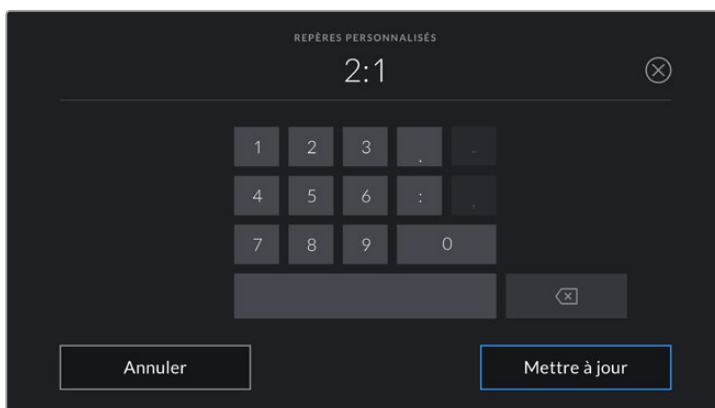 REPÈRES PERSONNALISÉS
2:1
1 2 3 . -
4 5 6 : ,
7 8 9 0
Annuler Mettre à jour